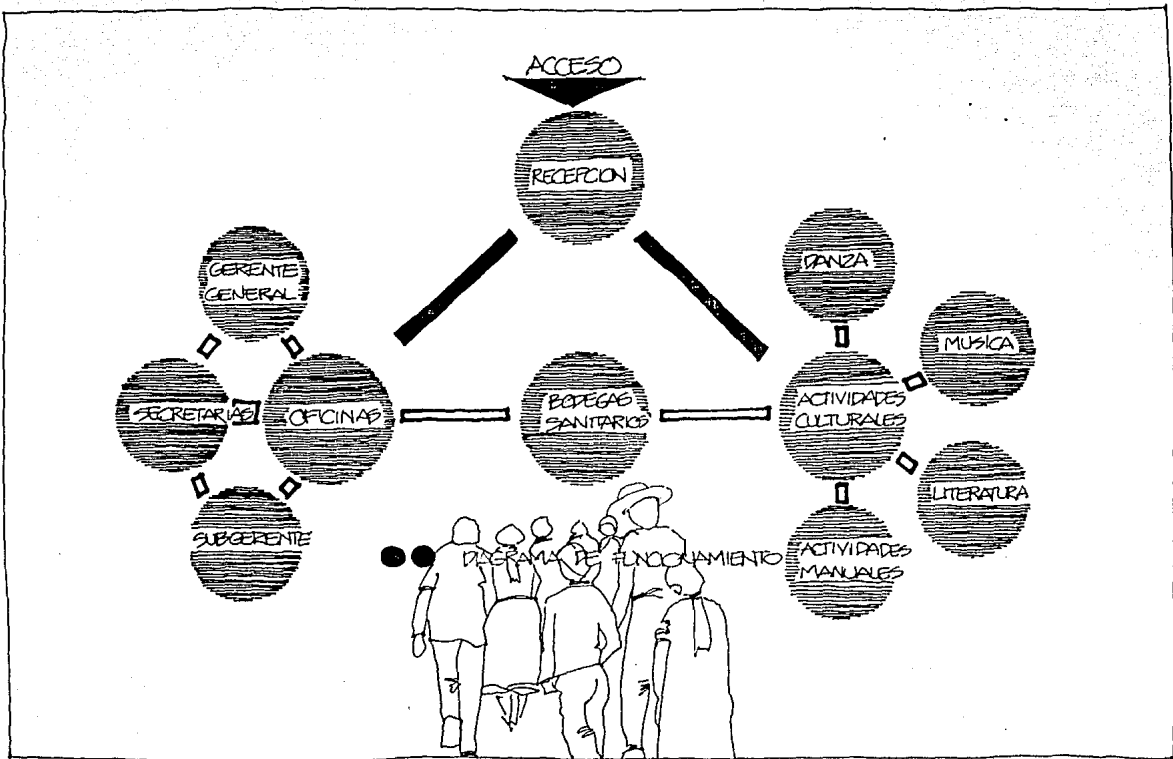 ACCESO
RECEPCION
GERENTE
GENERAL
DANZA
MUSICA
SECRETARIAS
OFICINAS
BODEGAS
SANITARIOS
ACTIVIDADES
CULTURALES
LITERATURA
SUBGERENTE
DIAGRAMA DE FUNCIONAMIENTO
ACTIVIDADES
MANUALES